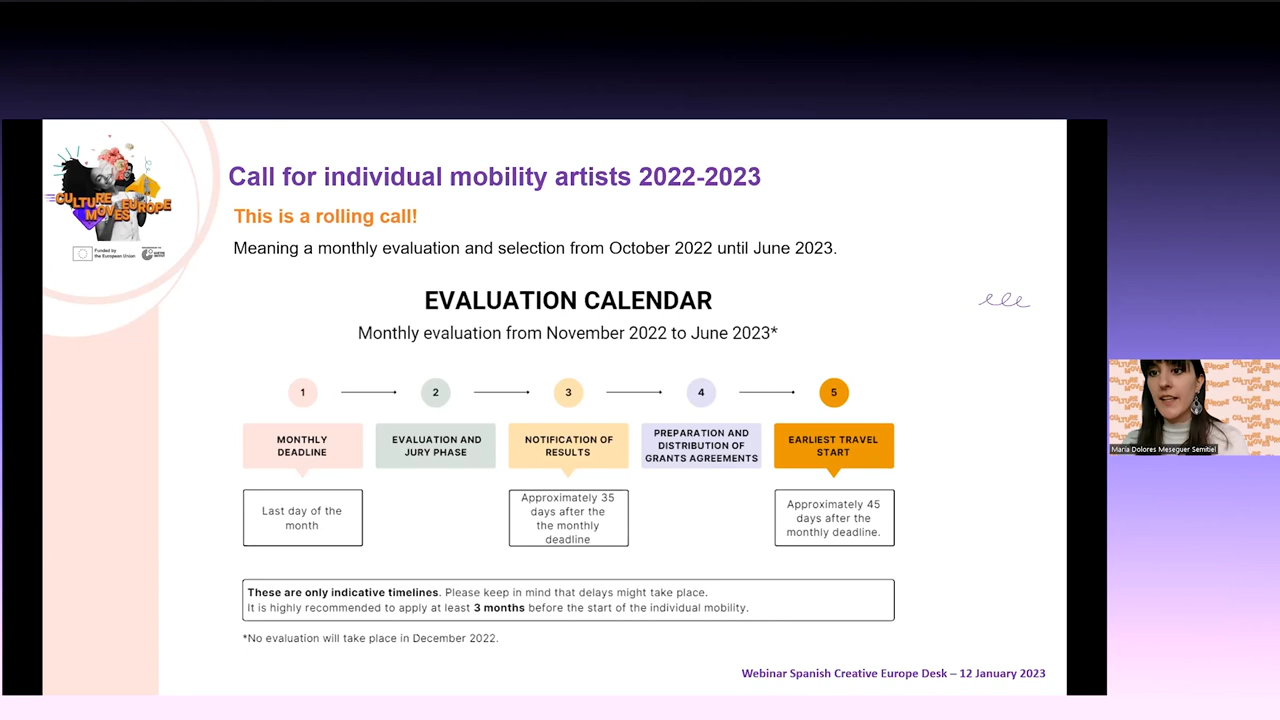 CULTURE
MOVES EUROPE
Funded by
the European Union
Call for individual mobility artists 2022-2023
This is a rolling call!
Meaning a monthly evaluation and selection from October 2022 until June 2023.
EVALUATION CALENDAR
Monthly evaluation from November 2022 to June 2023*
1
2
3
4
5
MONTHLY
DEADLINE
EVALUATION AND
JURY PHASE
NOTIFICATION OF
RESULTS
PREPARATION AND
DISTRIBUTION OF
GRANTS AGREEMENTS
EARLIEST TRAVEL
START
Last day of the
month
Approximately 35
days after the
the monthly
deadline
Approximately 45
days after the
monthly deadline.
These are only indicative timelines. Please keep in mind that delays might take place.
It is highly recommended to apply at least 3 months before the start of the individual mobility.
*No evaluation will take place in December 2022.
Webinar Spanish Creative Europe Desk – 12 January 2023
María Dolores Meseguer Semitiel